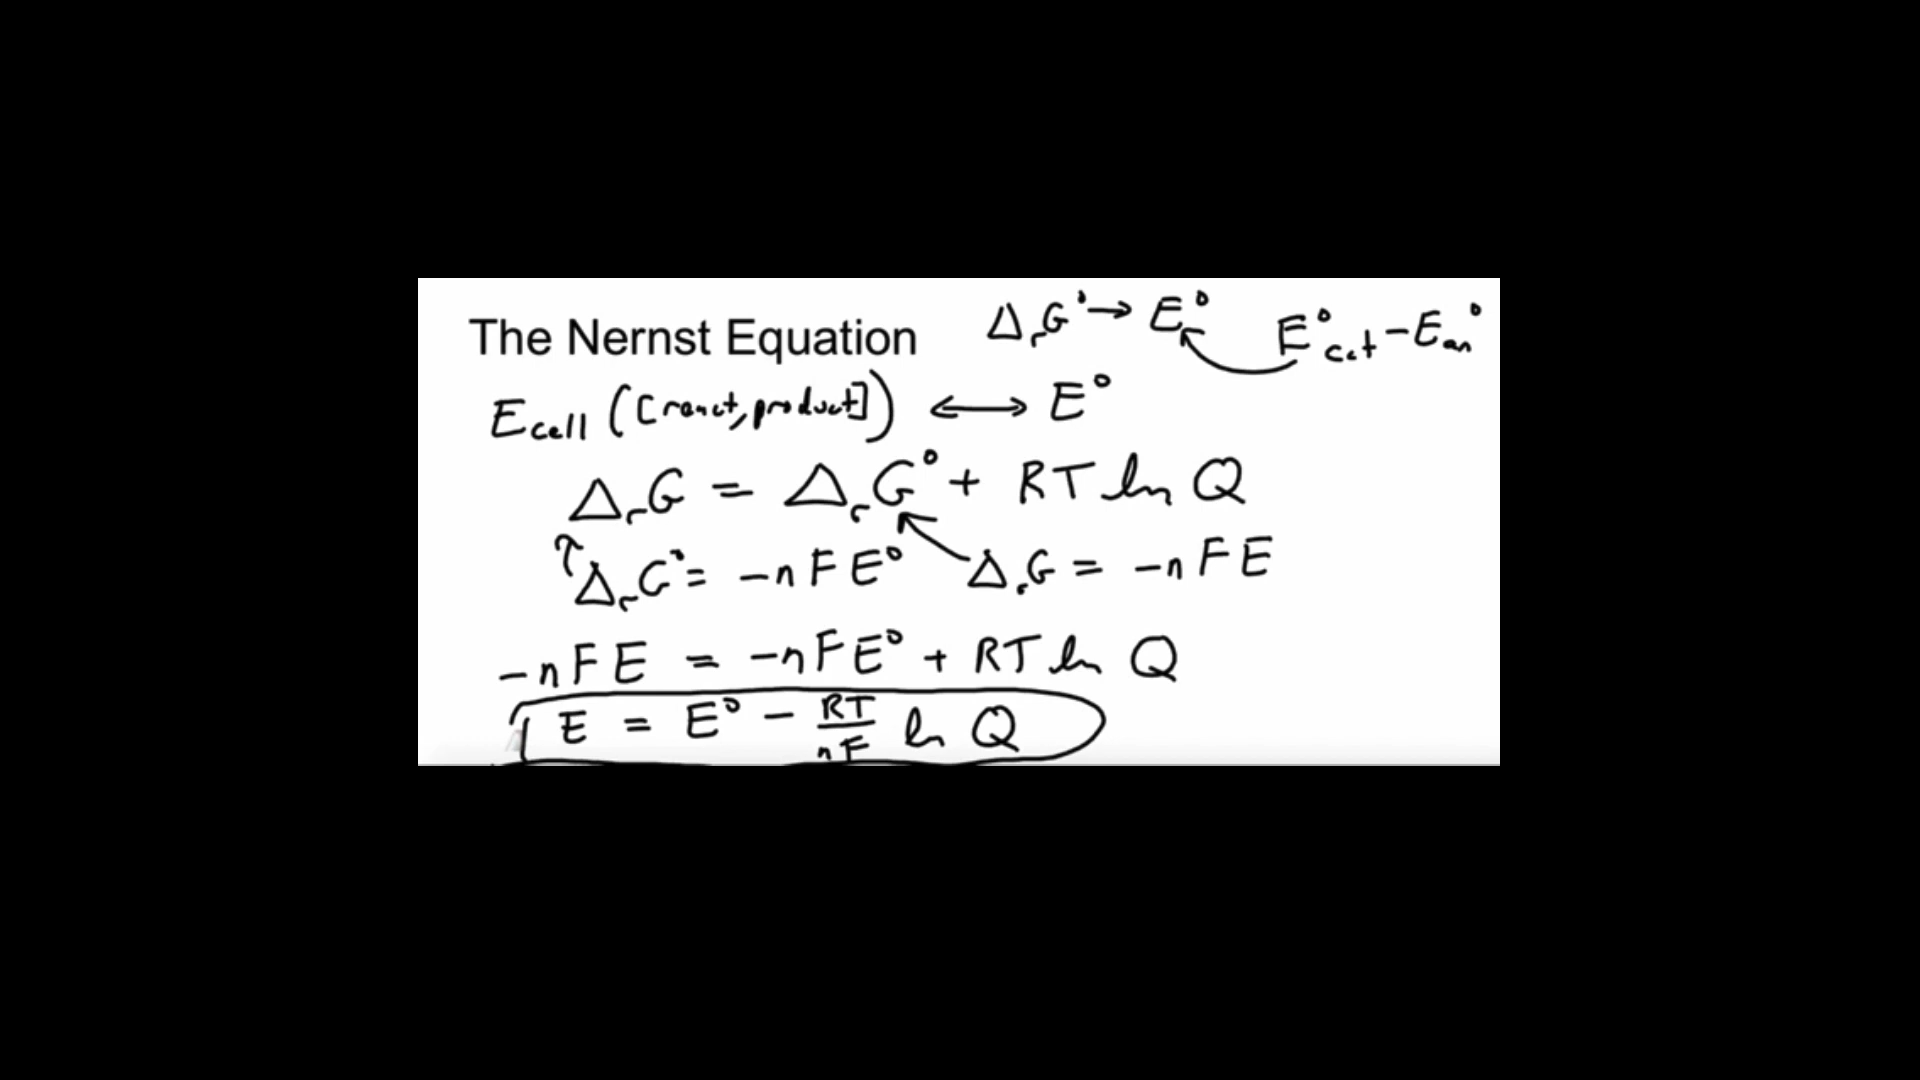 The Nernst Equation
ΔrG° → E° E°cat - Ean°
Ecell ([react, product]) ↔ E°
ΔrG = ΔrG° + RT ln Q
ΔrG° = -nFE° ΔrG = -nFE
-nFE = -nFE° + RT ln Q
E = E° - RT/nF ln Q